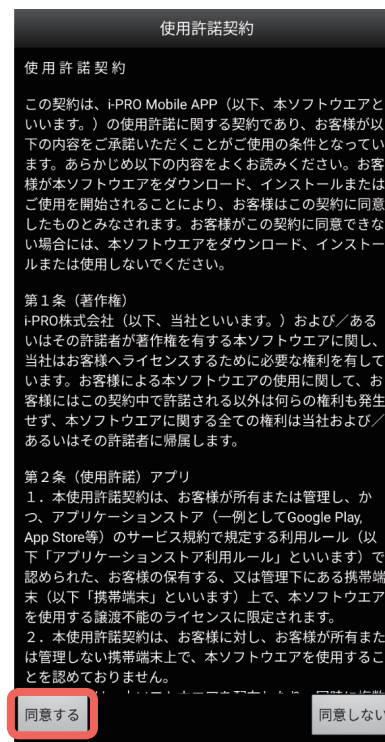 使用許諾契約
使 用 許 諾 契 約
この契約は、i-PRO Mobile APP（以下、本ソフトウエアと
いいます。）の使用許諾に関する契約であり、お客様が以
下の内容をご承諾いただくことがご使用の条件となってい
ます。あらかじめ以下の内容をよくお読みください。お客
様が本ソフトウエアをダウンロード、インストールまたは
ご使用を開始されることにより、お客様はこの契約に同意
したものとみなされます。お客様がこの契約に同意できな
い場合には、本ソフトウエアをダウンロード、インストー
ルまたは使用しないでください。
第１条（著作権）
i-PRO株式会社（以下、当社といいます。）および／ある
いはその許諾者が著作権を有する本ソフトウエアに関し、
当社はお客様へライセンスするために必要な権利を有して
います。お客様による本ソフトウエアの使用に関して、お
客様にはこの契約中で許諾される以外は何らの権利も発生
せず、本ソフトウエアに関する全ての権利は当社および／
あるいはその許諾者に帰属します。
第２条（使用許諾）アプリ
１．本使用許諾契約は、お客様が所有または管理し、か
つ、アプリケーションストア（一例としてGoogle Play,
App Store等）のサービス規約で規定する利用ルール（以
下「アプリケーションストア利用ルール」といいます）で
認められた、お客様の保有する、又は管理下にある携帯端
末（以下「携帯端末」といいます）上で、本ソフトウエア
を使用する譲渡不能のライセンスに限定されます。
２．本使用許諾契約は、お客様に対し、お客様が所有また
は管理しない携帯端末上で、本ソフトウエアを使用するこ
とを認めておりません。
同意する
同意しない